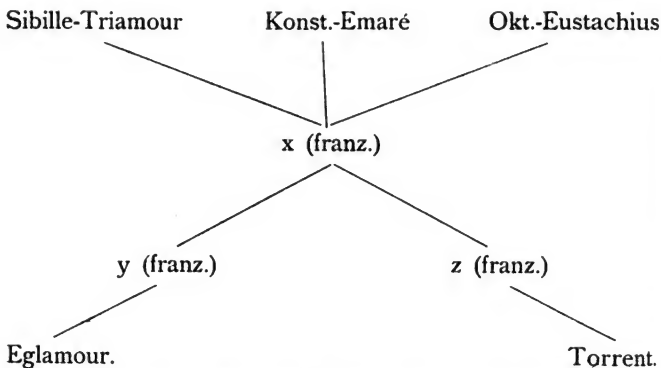 Sibille-Triamour Konst.-Emaré Okt.-Eustachius
x (franz.)
y (franz.) z (franz.)
Eglamour. Torrent.